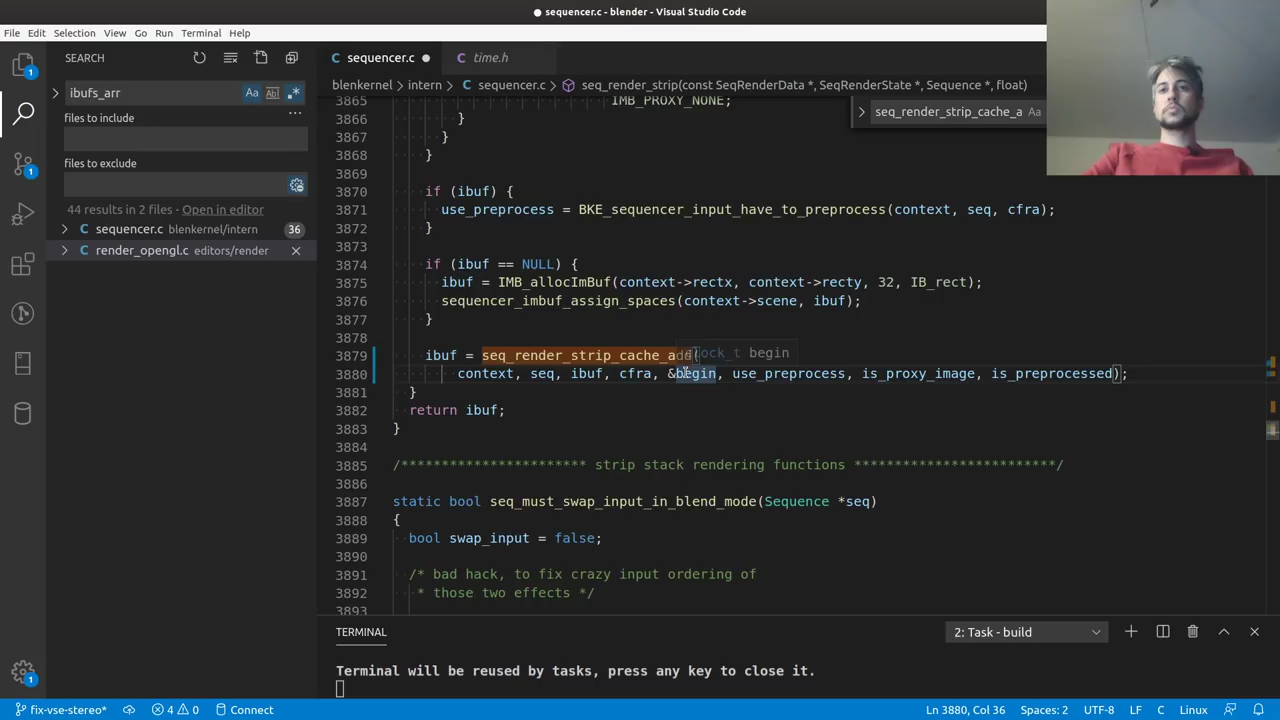 sequencer.c - blender - Visual Studio Code
File Edit Selection View Go Run Terminal Help
SEARCH
sequencer.c
time.h
ibufs_arr
Aa
Ab
.*
files to include
files to exclude
44 results in 2 files - Open in editor
sequencer.c blenkernel/intern 36
render_opengl.c editors/render
blenkernel > intern > sequencer.c > seq_render_strip(const SeqRenderData *, SeqRenderState *, Sequence *, float)
seq_render_strip_cache_a Aa
3865 IMB_PROXY_NONE;
3866 }
3867 }
3868 }
3869
3870 if (ibuf) {
3871 use_preprocess = BKE_sequencer_input_have_to_preprocess(context, seq, cfra);
3872 }
3873
3874 if (ibuf == NULL) {
3875 ibuf = IMB_allocImBuf(context->rectx, context->recty, 32, IB_rect);
3876 sequencer_imbuf_assign_spaces(context->scene, ibuf);
3877 }
3878
3879 ibuf = seq_render_strip_cache_add(
begin
3880 context, seq, ibuf, cfra, &begin, use_preprocess, is_proxy_image, is_preprocessed);
3881 }
3882 return ibuf;
3883 }
3884
3885 /*********************** strip stack rendering functions *************************/
3886
3887 static bool seq_must_swap_input_in_blend_mode(Sequence *seq)
3888 {
3889 bool swap_input = false;
3890
3891 /* bad hack, to fix crazy input ordering of
3892 * those two effects */
3893
TERMINAL
2: Task - build
Terminal will be reused by tasks, press any key to close it.
fix-vse-stereo* 4 0 Connect
Ln 3880, Col 36 Spaces: 2 UTF-8 LF C Linux
1
1
1